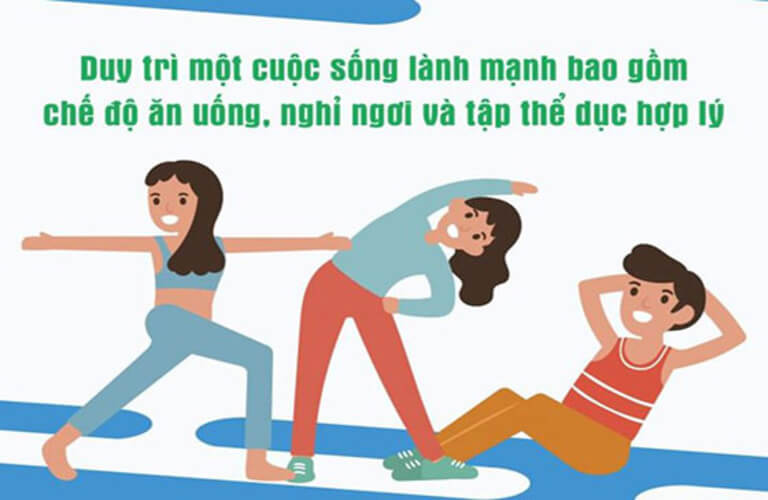 Duy trì một cuộc sống lành mạnh bao gồm
chế độ ăn uống, nghỉ ngơi và tập thể dục hợp lý